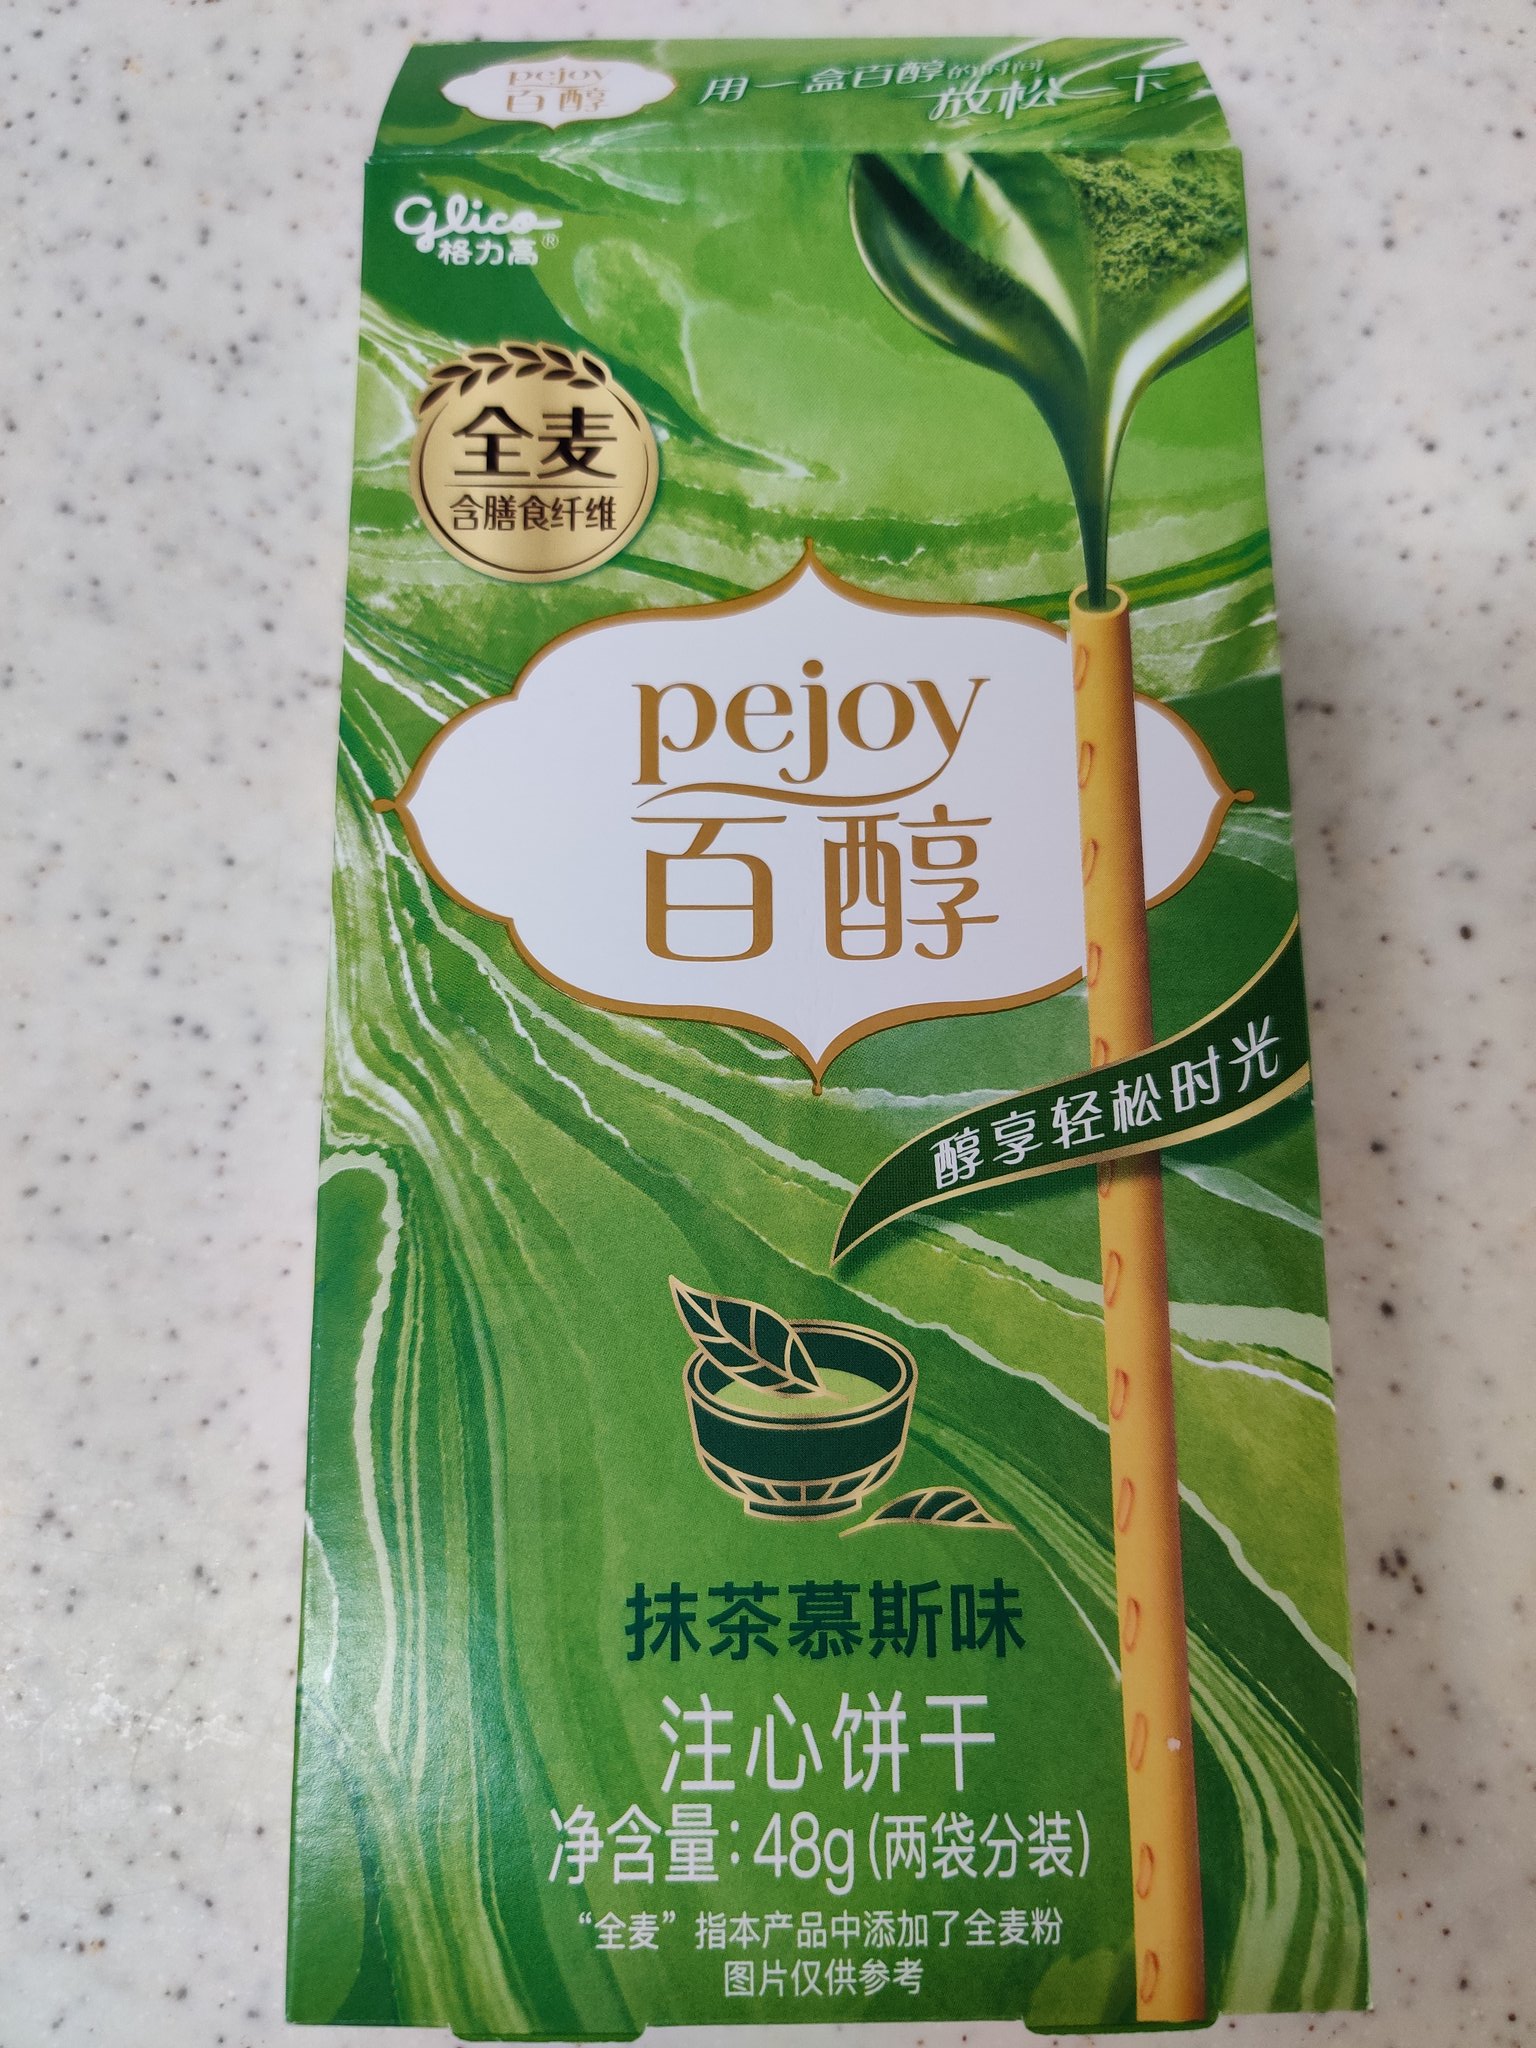 pejoy
百醇
用一盒百醇的时间
放松一下
Glico
格力高®
全麦
含膳食纤维
pejoy
百醇
醇享轻松时光
抹茶慕斯味
注心饼干
净含量：48g（两袋分装）
“全麦”指本产品中添加了全麦粉
图片仅供参考